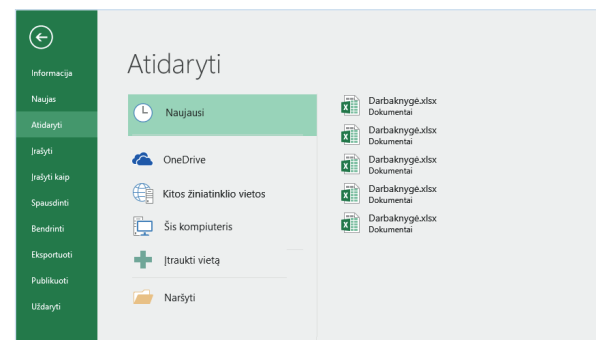 Informacija
Naujas
Atidaryti
Įrašyti
Įrašyti kaip
Spausdinti
Bendrinti
Eksportuoti
Publikuoti
Uždaryti
Atidaryti
Naujausi
OneDrive
Kitos žiniatinklio vietos
Šis kompiuteris
Įtraukti vietą
Naršyti
Darbaknygė.xlsx
Dokumentai
Darbaknygė.xlsx
Dokumentai
Darbaknygė.xlsx
Dokumentai
Darbaknygė.xlsx
Dokumentai
Darbaknygė.xlsx
Dokumentai